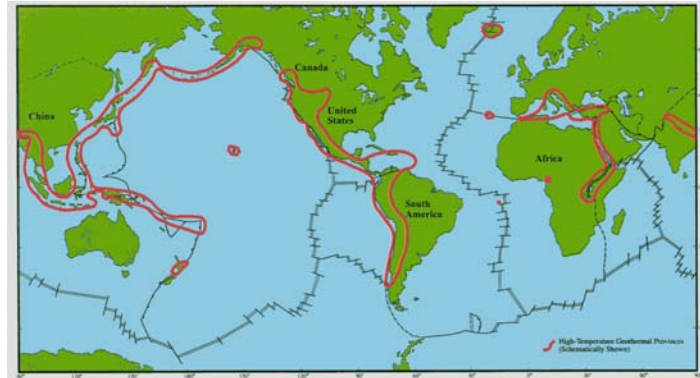 Canada
China
United
States
Africa
South
America
High-Temperature Geothermal Provinces
(Schematically Shown)